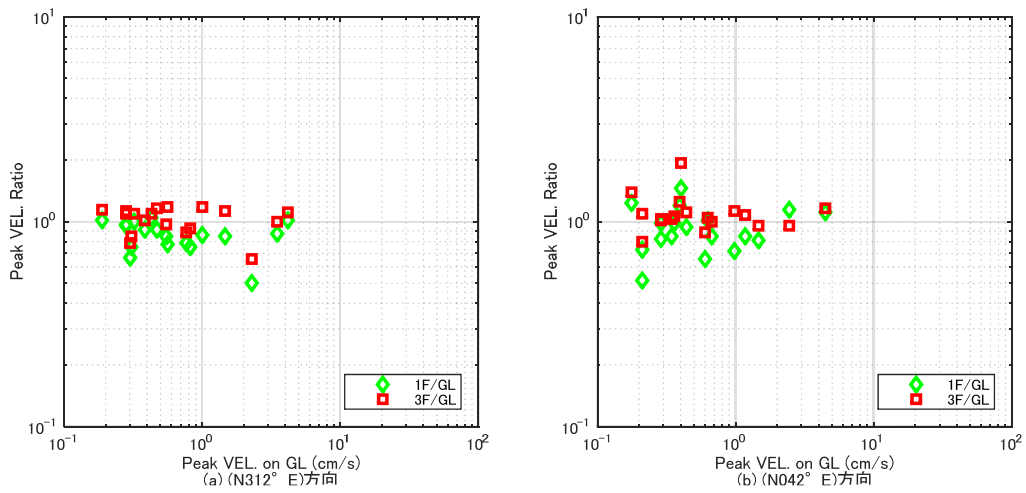 10^1
10^0
10^-1
Peak VEL. Ratio
1F/GL
3F/GL
10^-1 10^0 10^1 10^2
Peak VEL. on GL (cm/s)
(a) (N312° E)方向
10^1
10^0
10^-1
Peak VEL. Ratio
1F/GL
3F/GL
10^-1 10^0 10^1 10^2
Peak VEL. on GL (cm/s)
(b) (N042° E)方向